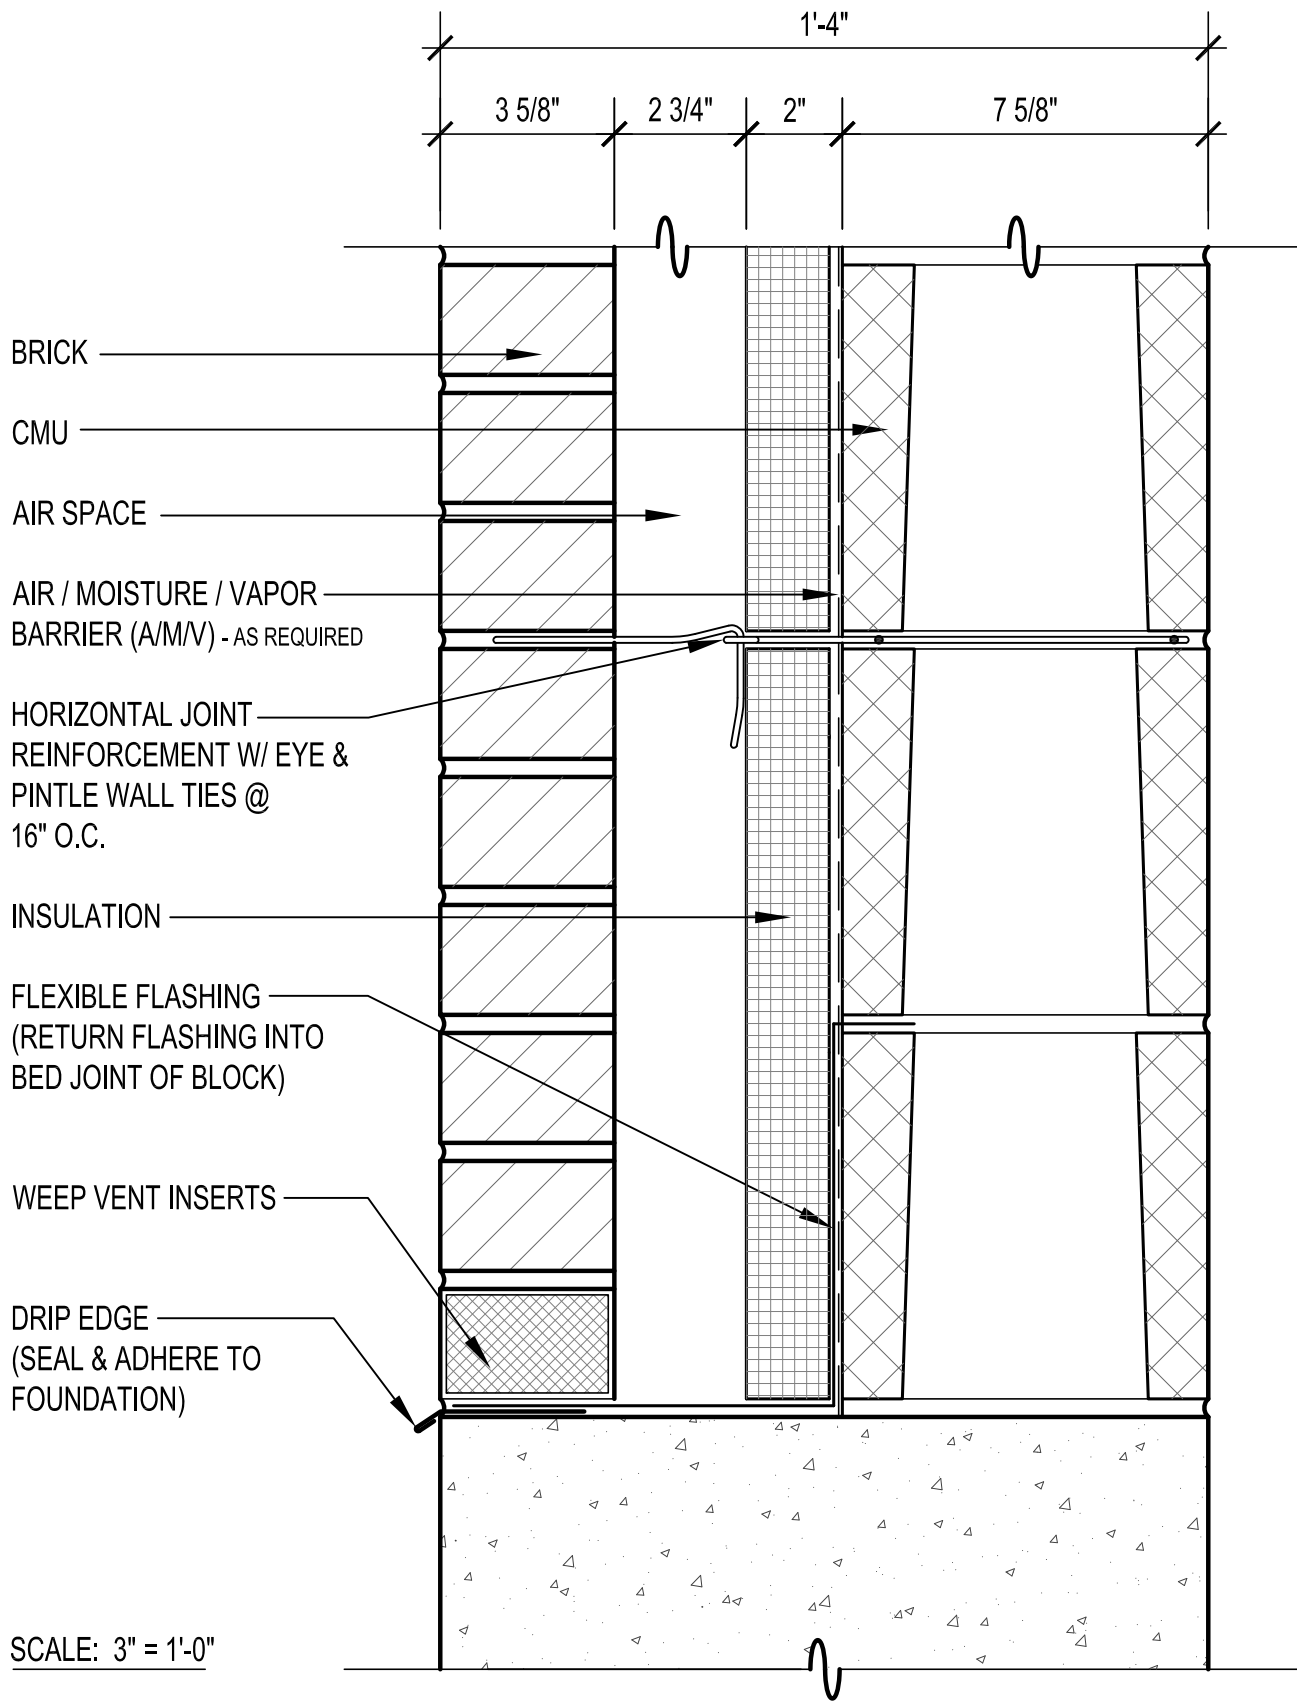 1'-4"
3 5/8" 2 3/4" 2" 7 5/8"
BRICK
CMU
AIR SPACE
AIR / MOISTURE / VAPOR
BARRIER (A/M/V) - AS REQUIRED
HORIZONTAL JOINT
REINFORCEMENT W/ EYE &
PINTLE WALL TIES @
16" O.C.
INSULATION
FLEXIBLE FLASHING
(RETURN FLASHING INTO
BED JOINT OF BLOCK)
WEEP VENT INSERTS
DRIP EDGE
(SEAL & ADHERE TO
FOUNDATION)
SCALE: 3" = 1'-0"